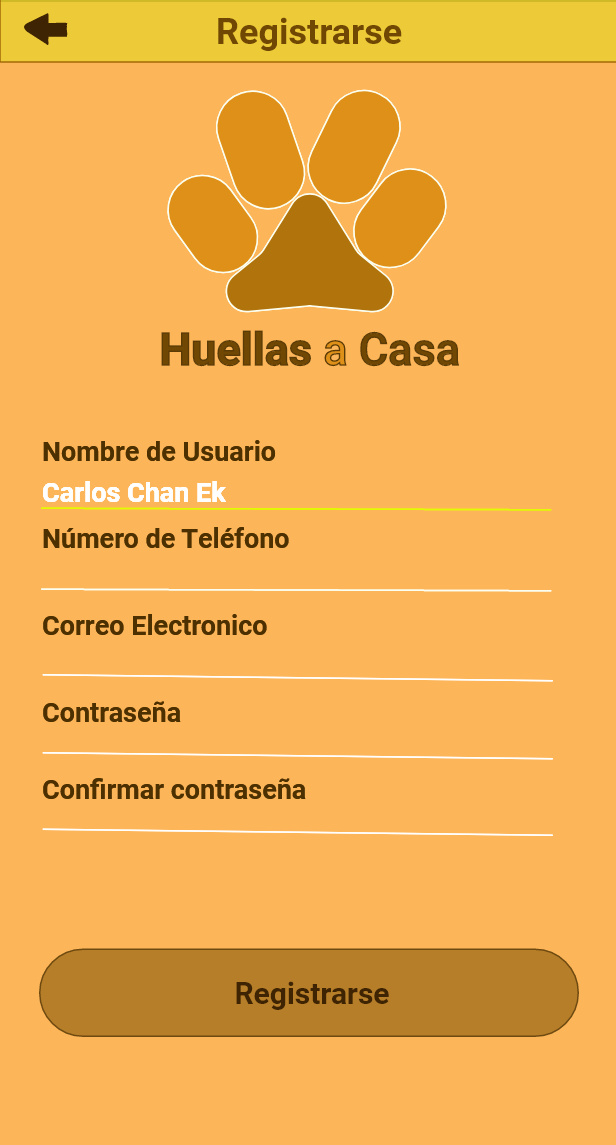 Registrarse
Huellas a Casa
Nombre de Usuario
Carlos Chan Ek
Número de Teléfono
Correo Electronico
Contraseña
Confirmar contraseña
Registrarse